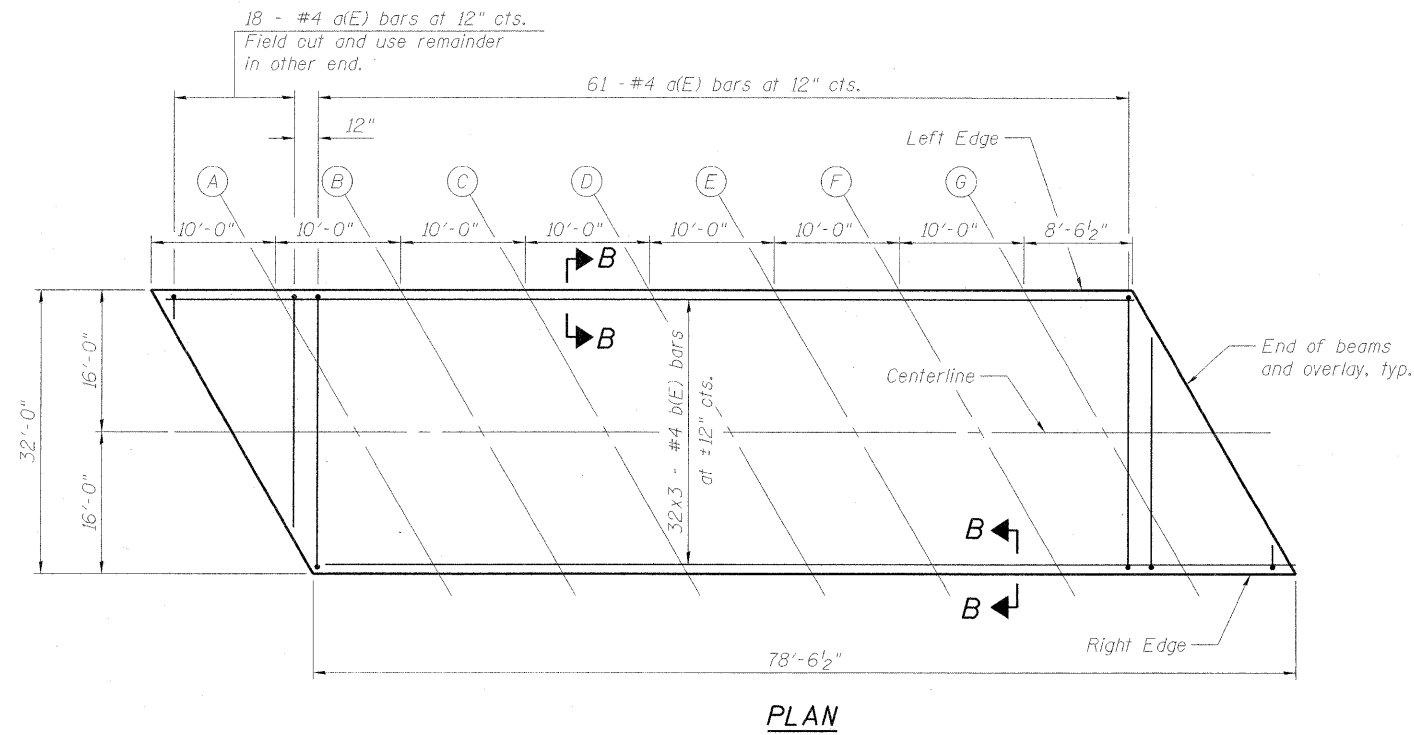 18 - #4 a(E) bars at 12" cts.
Field cut and use remainder
in other end.
61 - #4 a(E) bars at 12" cts.
12"
Left Edge
A
B
C
D
E
F
G
10'-0"
10'-0"
10'-0"
10'-0"
10'-0"
10'-0"
10'-0"
8'-6½"
B
B
32'-0"
16'-0"
16'-0"
32x3 - #4 b(E) bars
at ±12" cts.
Centerline
End of beams
and overlay, typ.
B
B
Right Edge
78'-6½"
PLAN